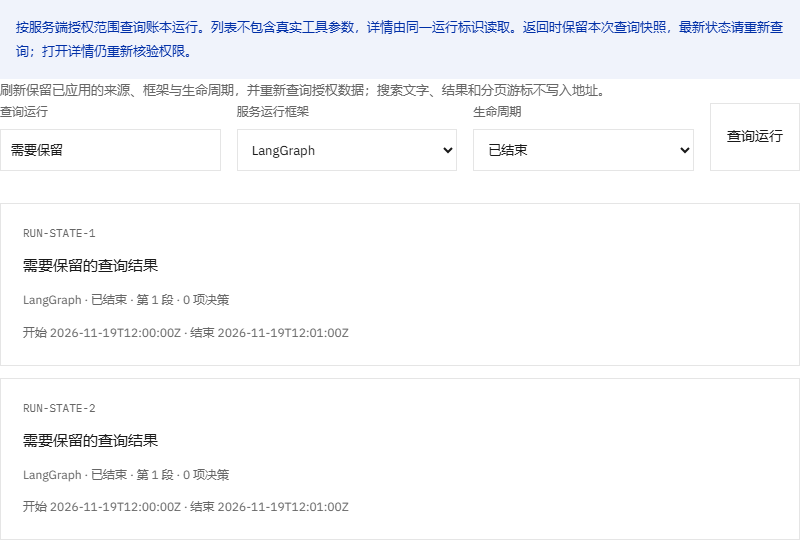 按服务端授权范围查询账本运行。列表不包含真实工具参数，详情由同一运行标识读取。返回时保留本次查询快照，最新状态请重新查
询；打开详情仍重新核验权限。
刷新保留已应用的来源、框架与生命周期，并重新查询授权数据；搜索文字、结果和分页游标不写入地址。
查询运行
服务运行框架
生命周期
需要保留
LangGraph
已结束
查询运行
RUN-STATE-1
需要保留的查询结果
LangGraph · 已结束 · 第 1 段 · 0 项决策
开始 2026-11-19T12:00:00Z · 结束 2026-11-19T12:01:00Z
RUN-STATE-2
需要保留的查询结果
LangGraph · 已结束 · 第 1 段 · 0 项决策
开始 2026-11-19T12:00:00Z · 结束 2026-11-19T12:01:00Z